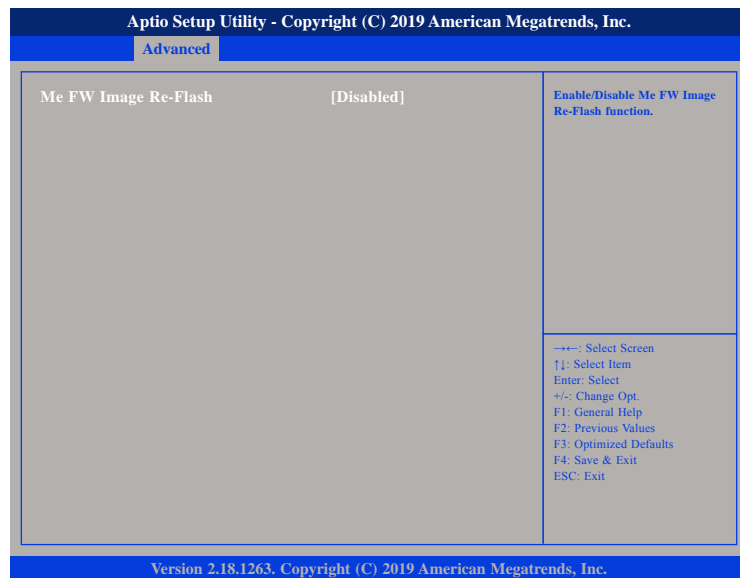 Aptio Setup Utility - Copyright (C) 2019 American Megatrends, Inc.
Advanced
Me FW Image Re-Flash [Disabled]
Enable/Disable Me FW Image
Re-Flash function.
→←: Select Screen
↑↓: Select Item
Enter: Select
+/-: Change Opt.
F1: General Help
F2: Previous Values
F3: Optimized Defaults
F4: Save & Exit
ESC: Exit
Version 2.18.1263. Copyright (C) 2019 American Megatrends, Inc.